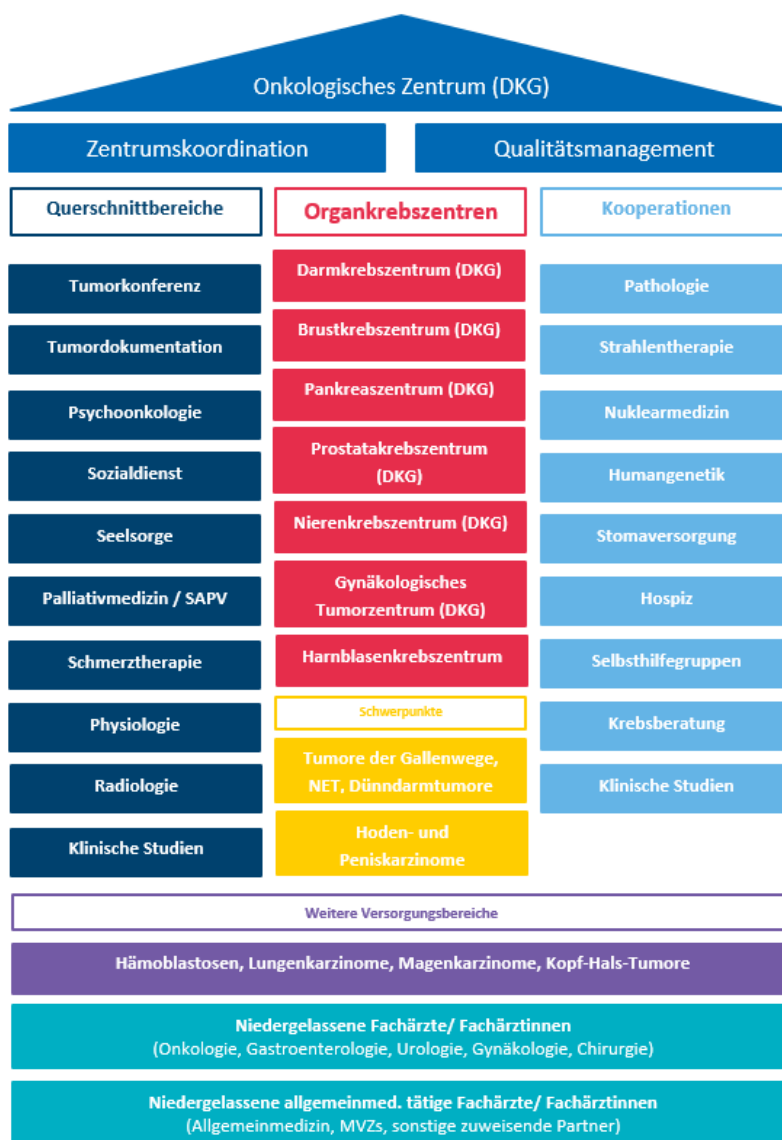 Onkologisches Zentrum (DKG)
Zentrumskoordination
Qualitätsmanagement
Querschnittbereiche
Tumorkonferenz
Tumordokumentation
Psychoonkologie
Sozialdienst
Seelsorge
Palliativmedizin / SAPV
Schmerztherapie
Physiologie
Radiologie
Klinische Studien
Organkrebszentren
Darmkrebszentrum (DKG)
Brustkrebszentrum (DKG)
Pankreaszentrum (DKG)
Prostatakrebszentrum
(DKG)
Nierenkrebszentrum (DKG)
Gynäkologisches
Tumorzentrum (DKG)
Harnblasenkrebszentrum
Schwerpunkte
Tumore der Gallenwege,
NET, Dünndarmtumore
Hoden- und
Peniskarzinome
Kooperationen
Pathologie
Strahlentherapie
Nuklearmedizin
Humangenetik
Stomaversorgung
Hospiz
Selbsthilfegruppen
Krebsberatung
Klinische Studien
Weitere Versorgungsbereiche
Hämoblastosen, Lungenkarzinome, Magenkarzinome, Kopf-Hals-Tumore
Niedergelassene Fachärzte/ Fachärztinnen
(Onkologie, Gastroenterologie, Urologie, Gynäkologie, Chirurgie)
Niedergelassene allgemeinmed. tätige Fachärzte/ Fachärztinnen
(Allgemeinmedizin, MVZs, sonstige zuweisende Partner)